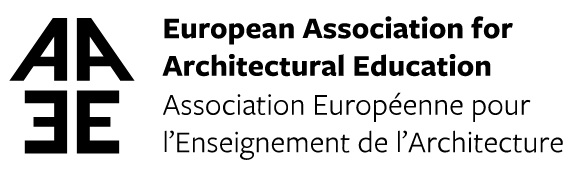 AA
EE
European Association for
Architectural Education
Association Européenne pour
l’Enseignement de l’Architecture